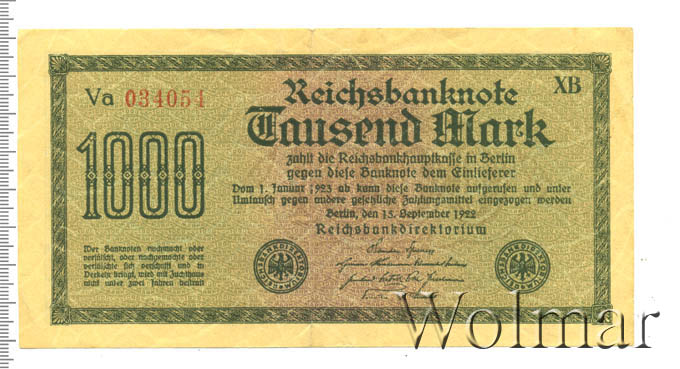 Va 034054
Reichsbanknote
XB
Tausend Mark
1000
zahlt die Reichsbankhauptkasse in Berlin
gegen diese Banknote dem Einlieferer
Vom 1. Januar 1923 ab kann diese Banknote aufgerufen und unter
Umtausch gegen andere gesetzliche Zahlungsmittel eingezogen werden
Berlin, den 15. September 1922
Reichsbankdirektorium
Wer Banknoten nachmacht oder
verfälscht, oder nachgemachte oder
verfälschte sich verschafft und in
Verkehr bringt, wird mit Zuchthaus
nicht unter zwei Jahren bestraft
Wolmar